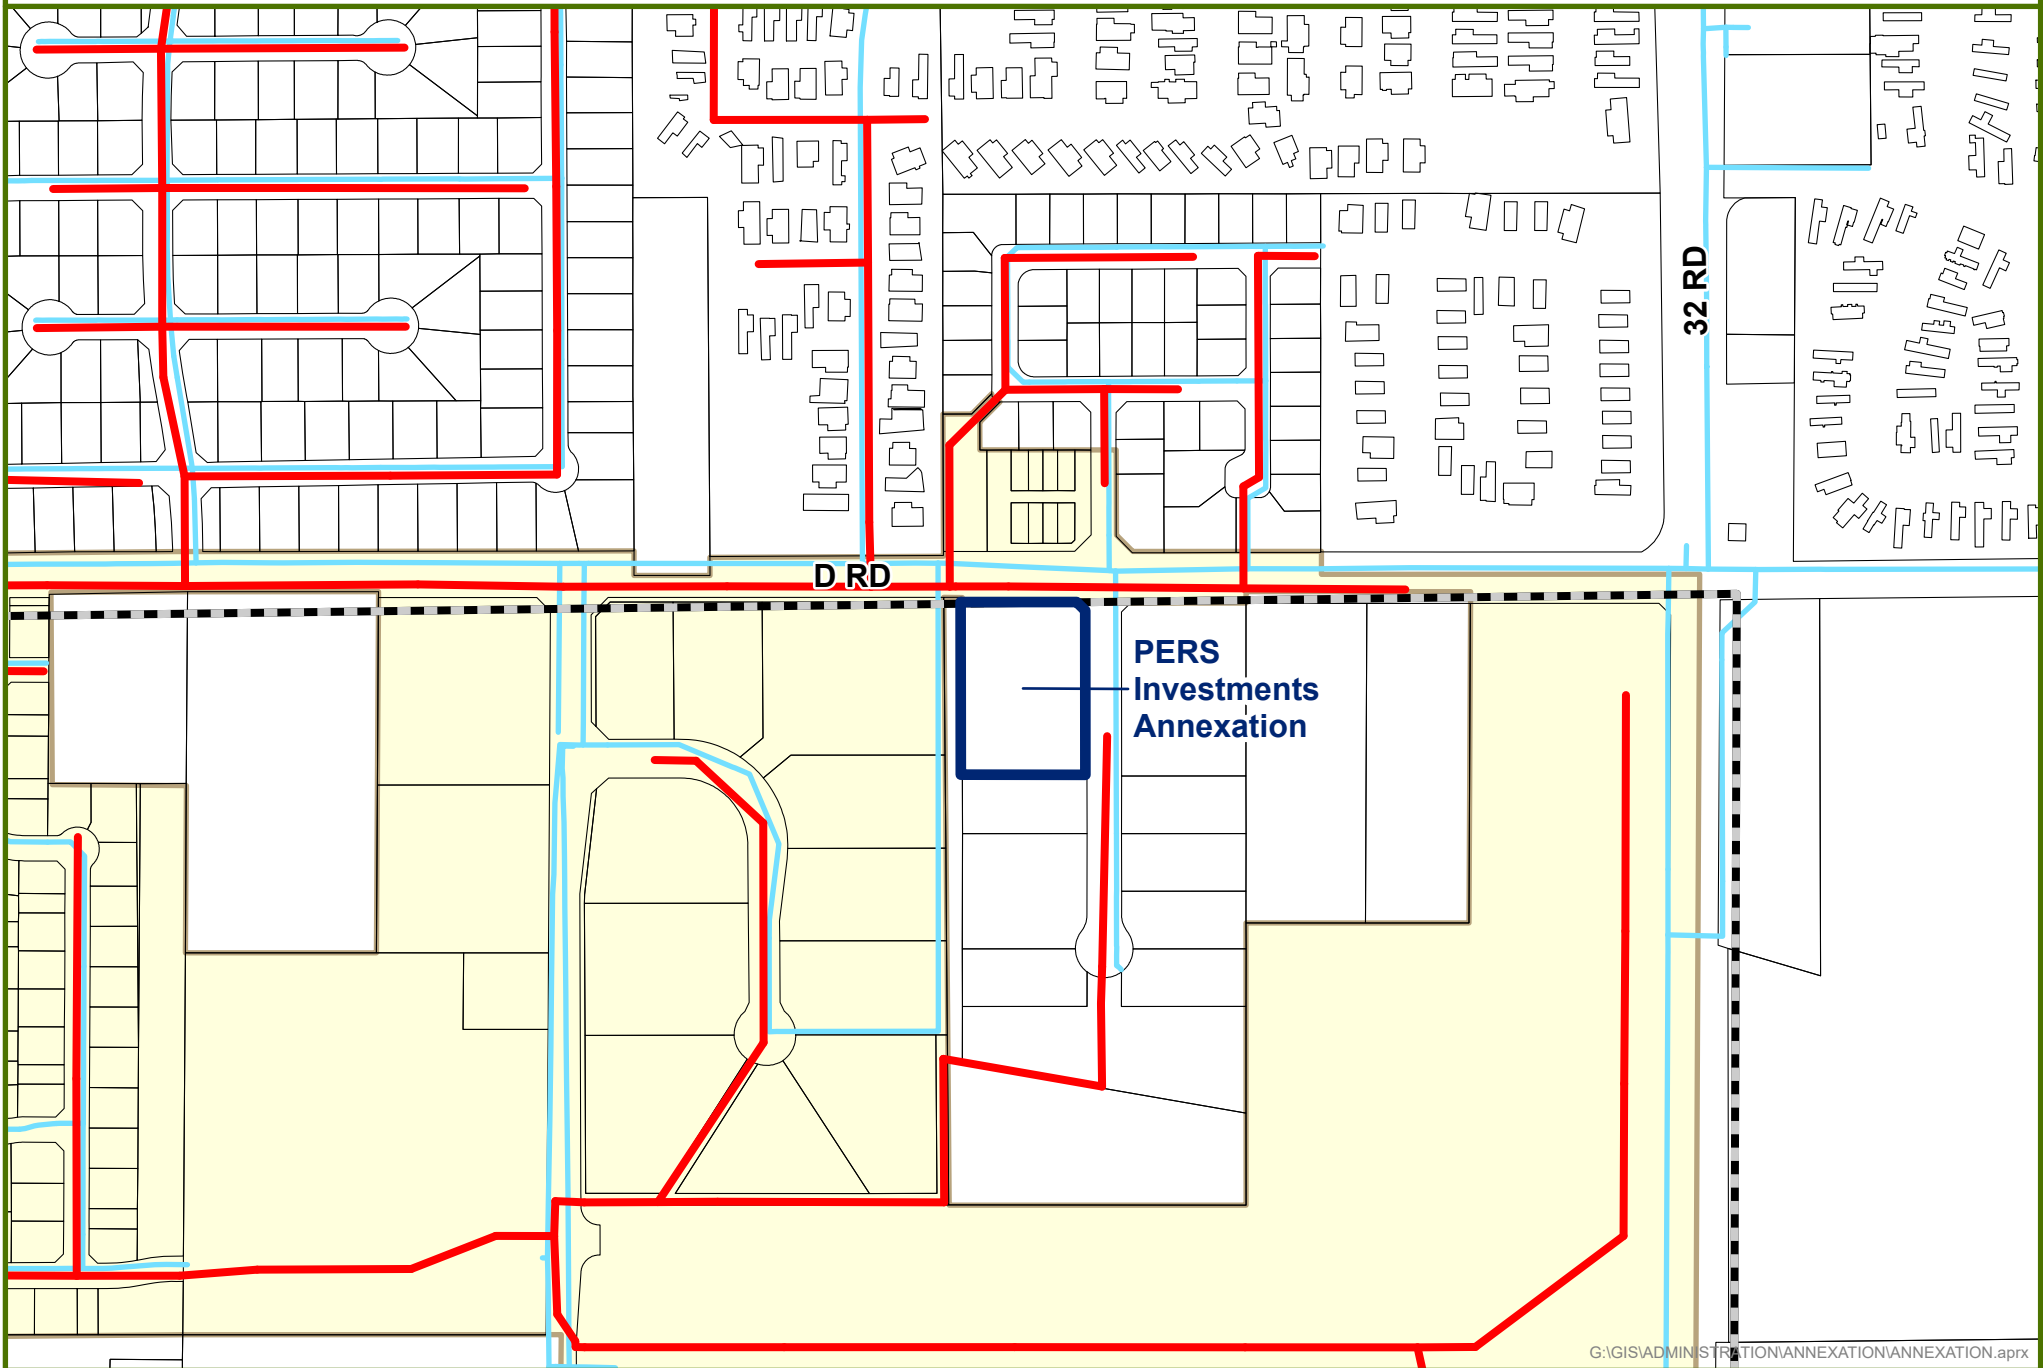 32 RD
D RD
PERS
Investments
Annexation
G:\GIS\ADMINISTRATION\ANNEXATION\ANNEXATION.aprx